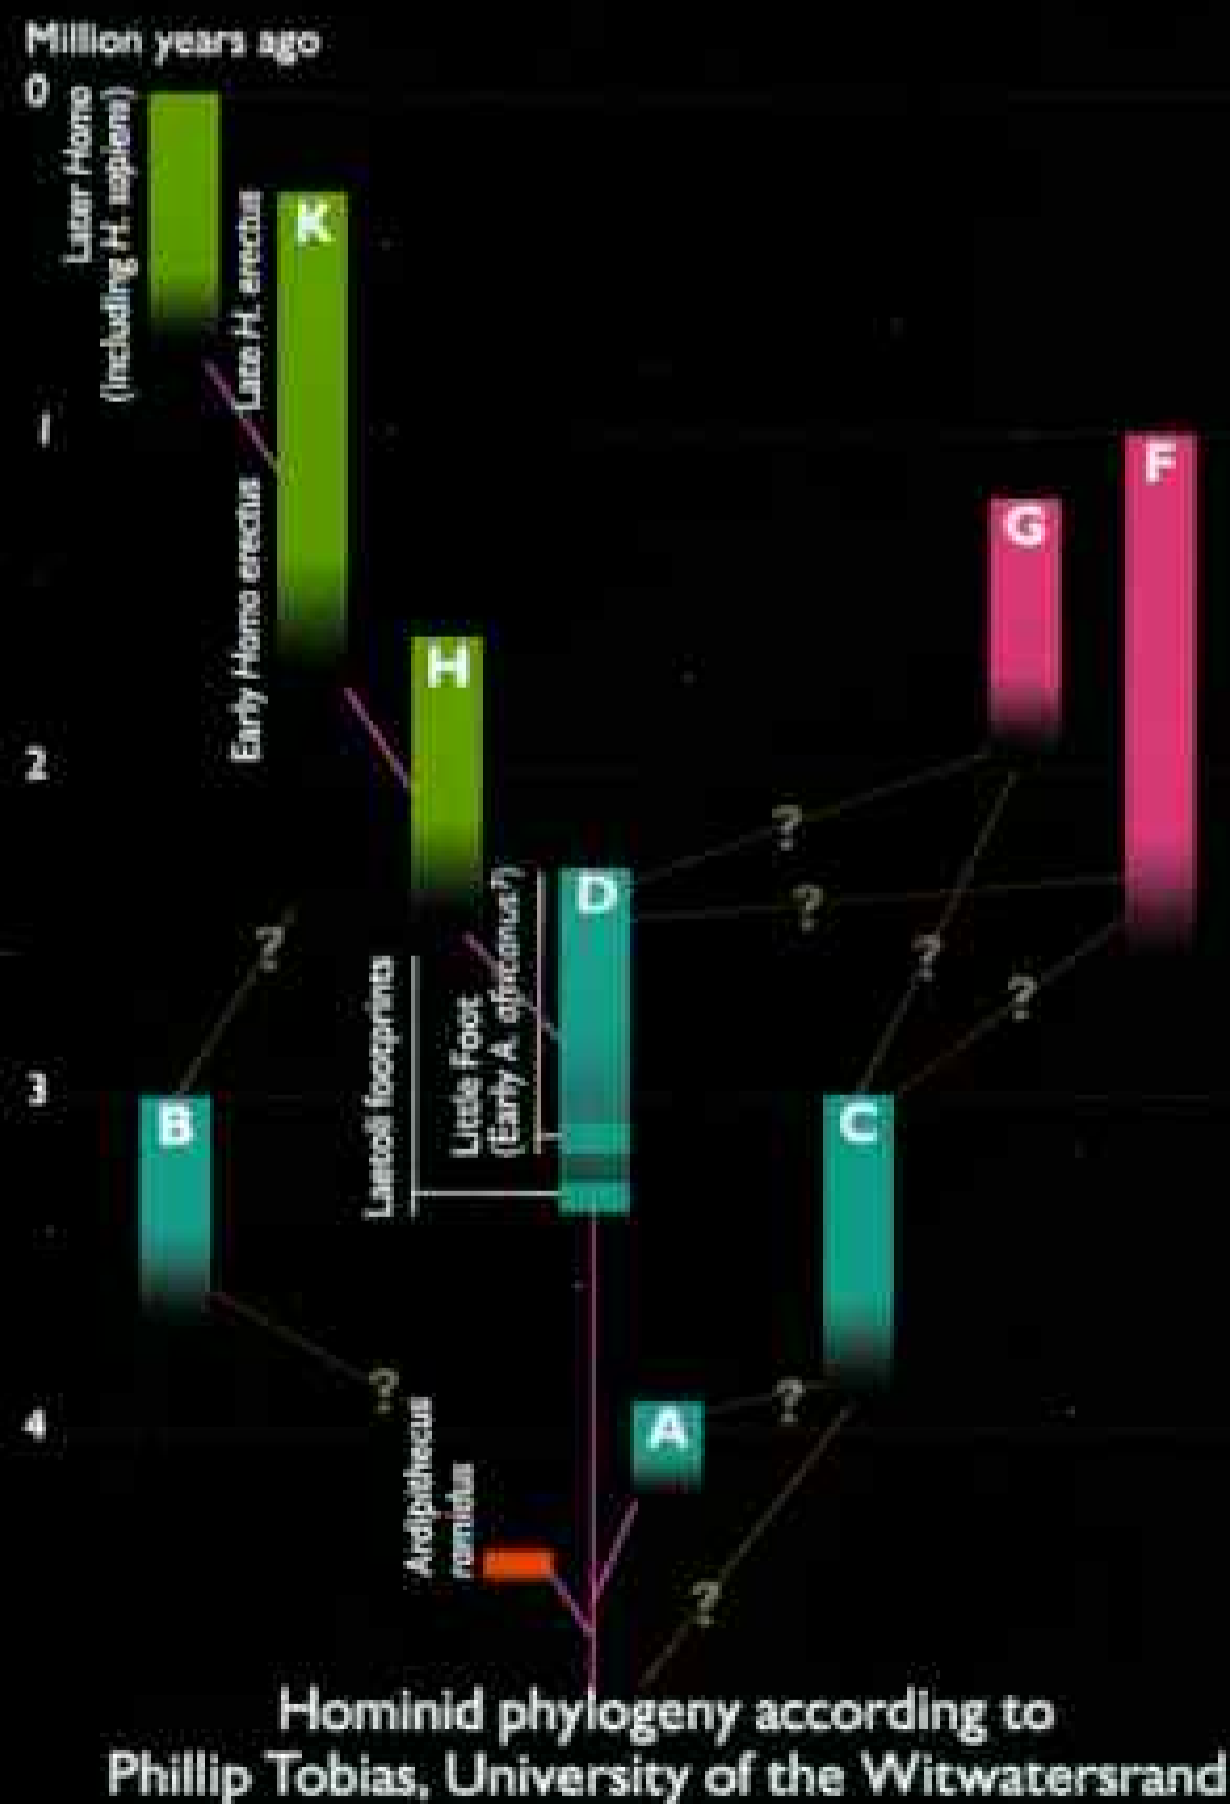 Million years ago
0
Later Homo
(including H. sapiens)
K
Late H. erectus
1
F
G
Early Homo erectus
H
2
?
D
?
?
?
?
Laetoli footprints
Little Foot
(Early A. africanus?)
3
B
C
?
?
4
A
Ardipithecus
ramidus
?
Hominid phylogeny according to
Phillip Tobias, University of the Witwatersrand